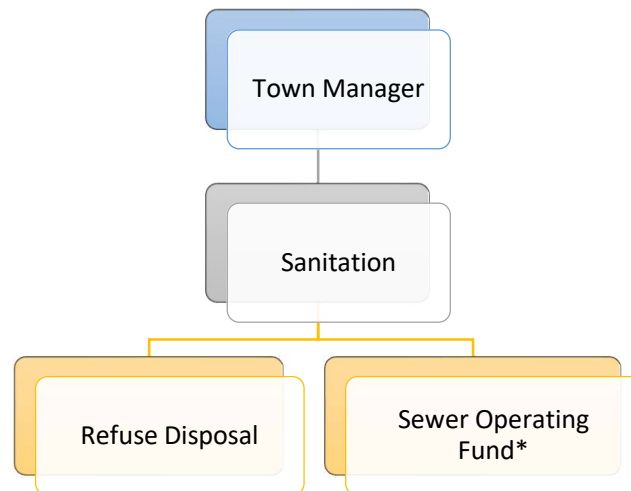 Town Manager
Sanitation
Refuse Disposal
Sewer Operating
Fund*